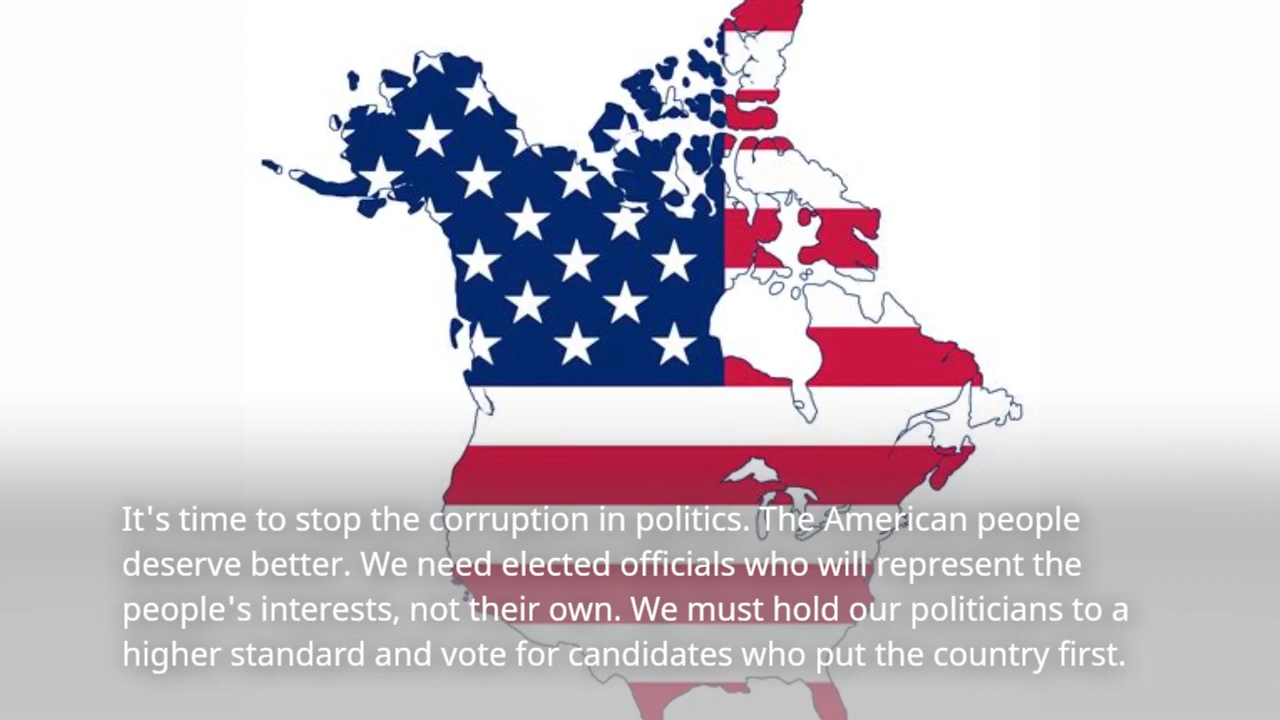 It's time to stop the corruption in politics. The American people
deserve better. We need elected officials who will represent the
people's interests, not their own. We must hold our politicians to a
higher standard and vote for candidates who put the country first.